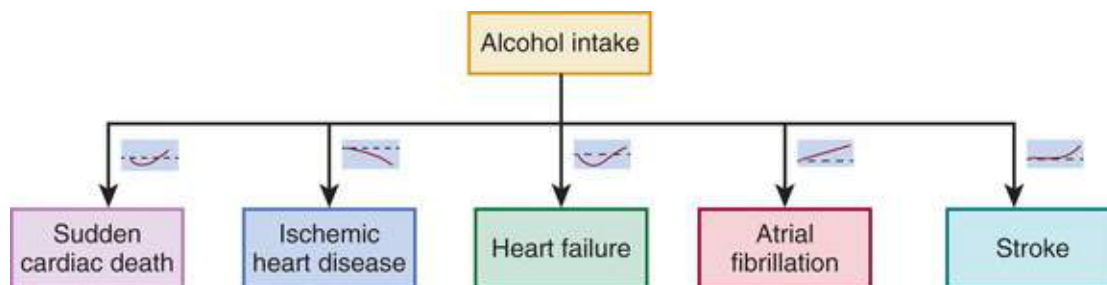 Alcohol intake
Sudden
cardiac death
Ischemic
heart disease
Heart failure
Atrial
fibrillation
Stroke